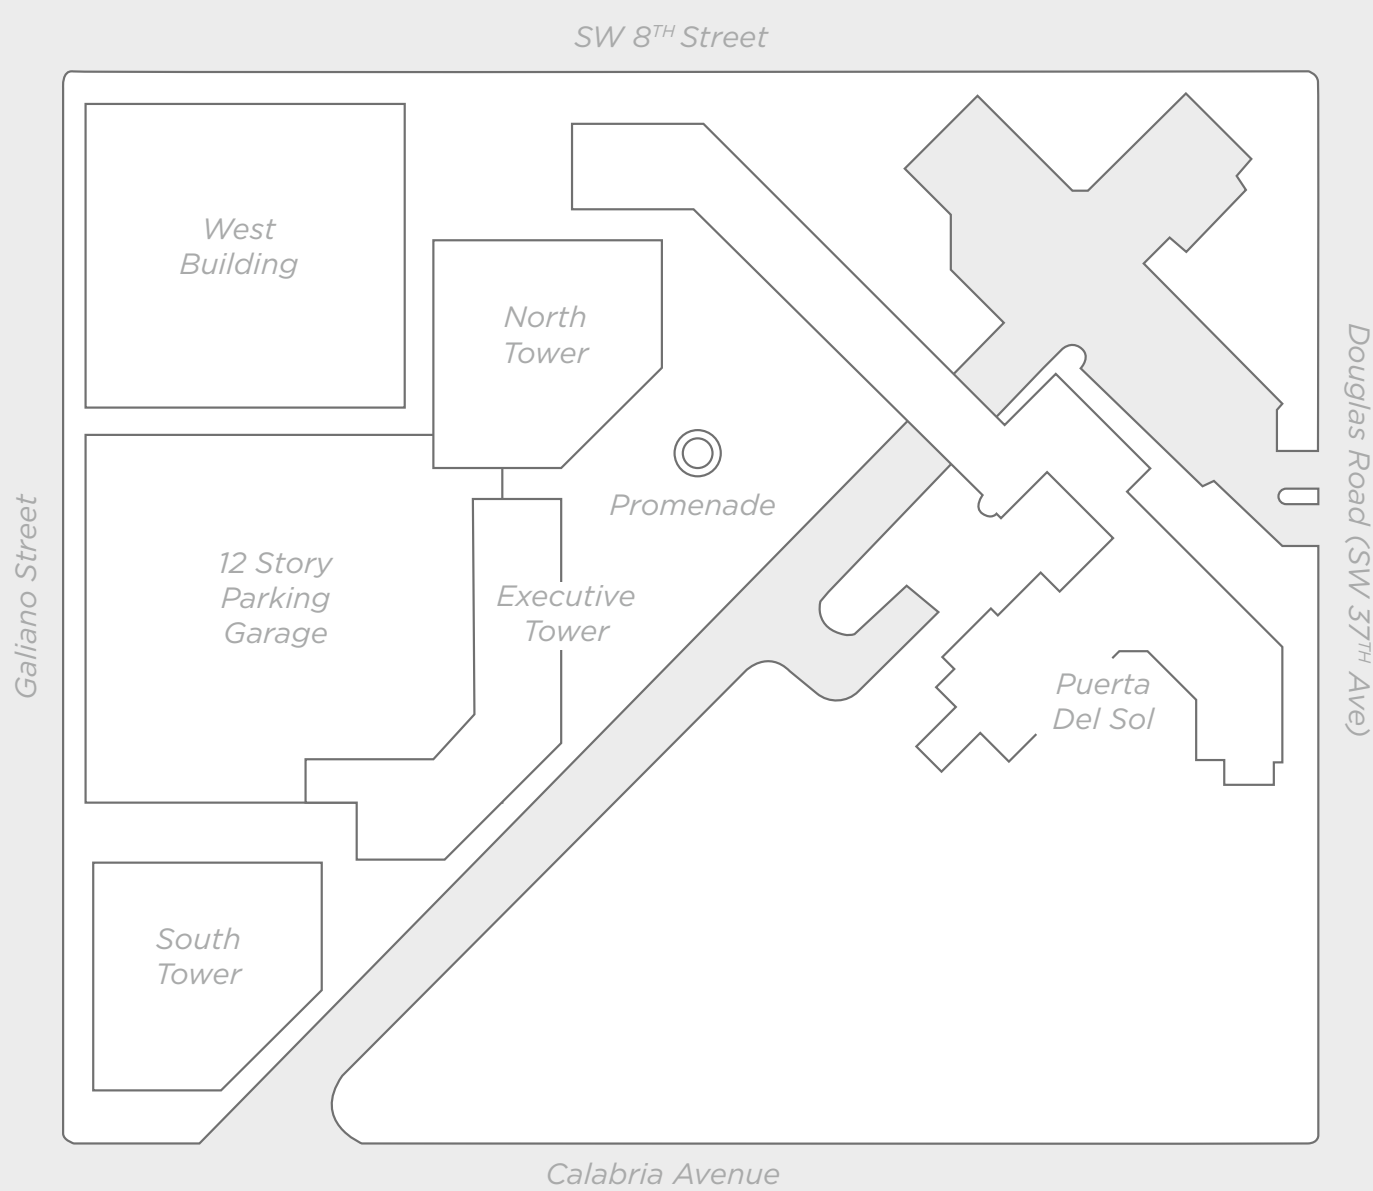 SW 8TH Street
West
Building
North
Tower
Promenade
12 Story
Parking
Garage
Executive
Tower
Puerta
Del Sol
South
Tower
Galiano Street
Douglas Road (SW 37TH Ave)
Calabria Avenue